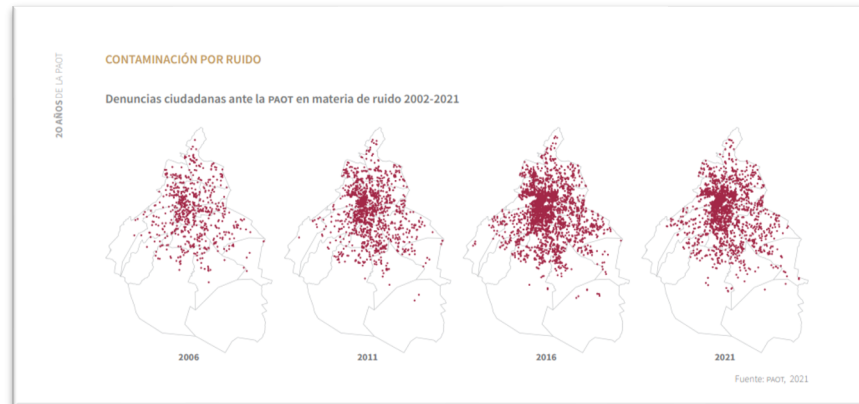 20 AÑOS DE LA PAOT
CONTAMINACIÓN POR RUIDO
Denuncias ciudadanas ante la PAOT en materia de ruido 2002-2021
2006
2011
2016
2021
Fuente: PAOT, 2021